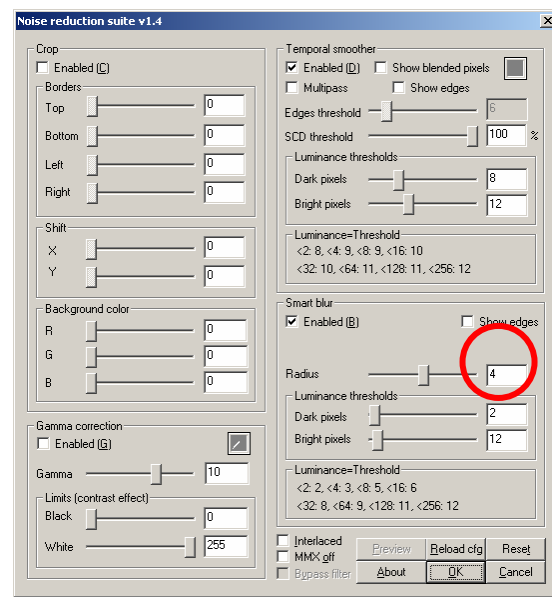 Noise reduction suite v1.4
Crop
Enabled (C)
Borders
Top 0
Bottom 0
Left 0
Right 0
Shift
X 0
Y 0
Background color
R 0
G 0
B 0
Gamma correction
Enabled (G)
Gamma 10
Limits (contrast effect)
Black 0
White 255
Temporal smoother
Enabled (D) Show blended pixels
Multipass Show edges
Edges threshold 6
SCD threshold 100 %
Luminance thresholds
Dark pixels 8
Bright pixels 12
Luminance=Threshold
<2: 8, <4: 9, <8: 9, <16: 10
<32: 10, <64: 11, <128: 11, <256: 12
Smart blur
Enabled (B) Show edges
Radius 4
Luminance thresholds
Dark pixels 2
Bright pixels 12
Luminance=Threshold
<2: 2, <4: 3, <8: 5, <16: 6
<32: 8, <64: 9, <128: 11, <256: 12
Interlaced
MMX off
Bypass filter
Preview Reload cfg Reset
About OK Cancel